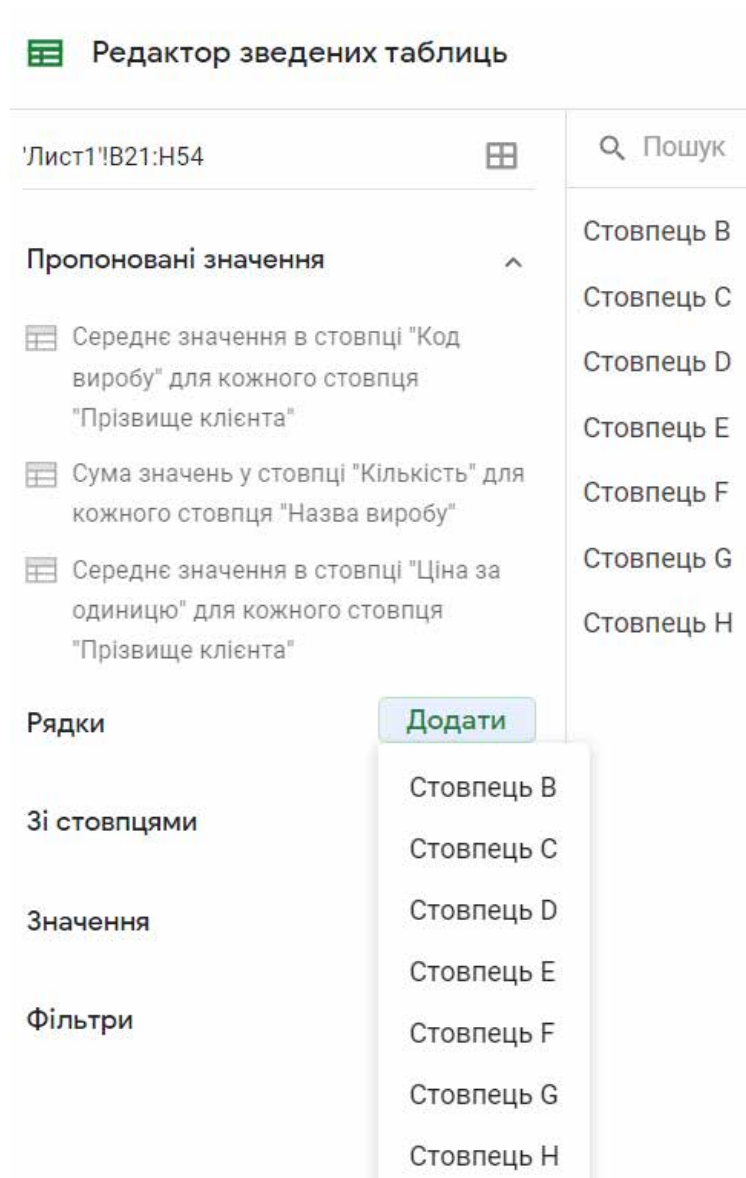 Редактор зведених таблиць
'Лист1'!B21:H54
Пошук
Пропоновані значення
Середнє значення в стовпці "Код
виробу" для кожного стовпця
"Прізвище клієнта"
Сума значень у стовпці "Кількість" для
кожного стовпця "Назва виробу"
Середнє значення в стовпці "Ціна за
одиницю" для кожного стовпця
"Прізвище клієнта"
Рядки
Додати
Зі стовпцями
Значення
Фільтри
Стовпець B
Стовпець C
Стовпець D
Стовпець E
Стовпець F
Стовпець G
Стовпець H
Стовпець B
Стовпець C
Стовпець D
Стовпець E
Стовпець F
Стовпець G
Стовпець H